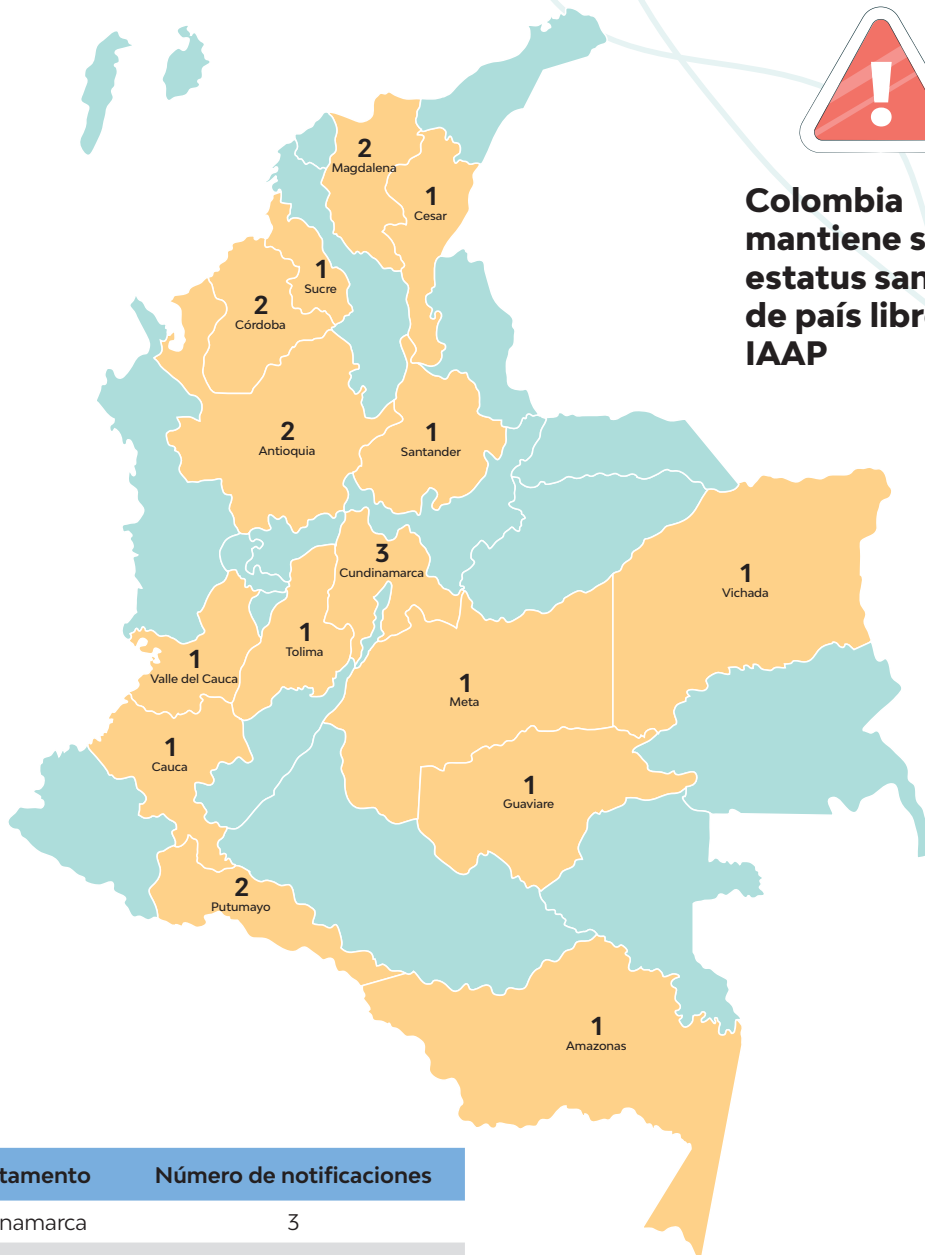 2
Magdalena
1
Cesar
Colombia
mantiene s
estatus san
de país libr
IAAP
1
Sucre
2
Córdoba
2
Antioquia
1
Santander
3
Cundinamarca
1
Vichada
1
Tolima
1
Valle del Cauca
1
Meta
1
Cauca
1
Guaviare
2
Putumayo
1
Amazonas
tamento Número de notificaciones
namarca 3